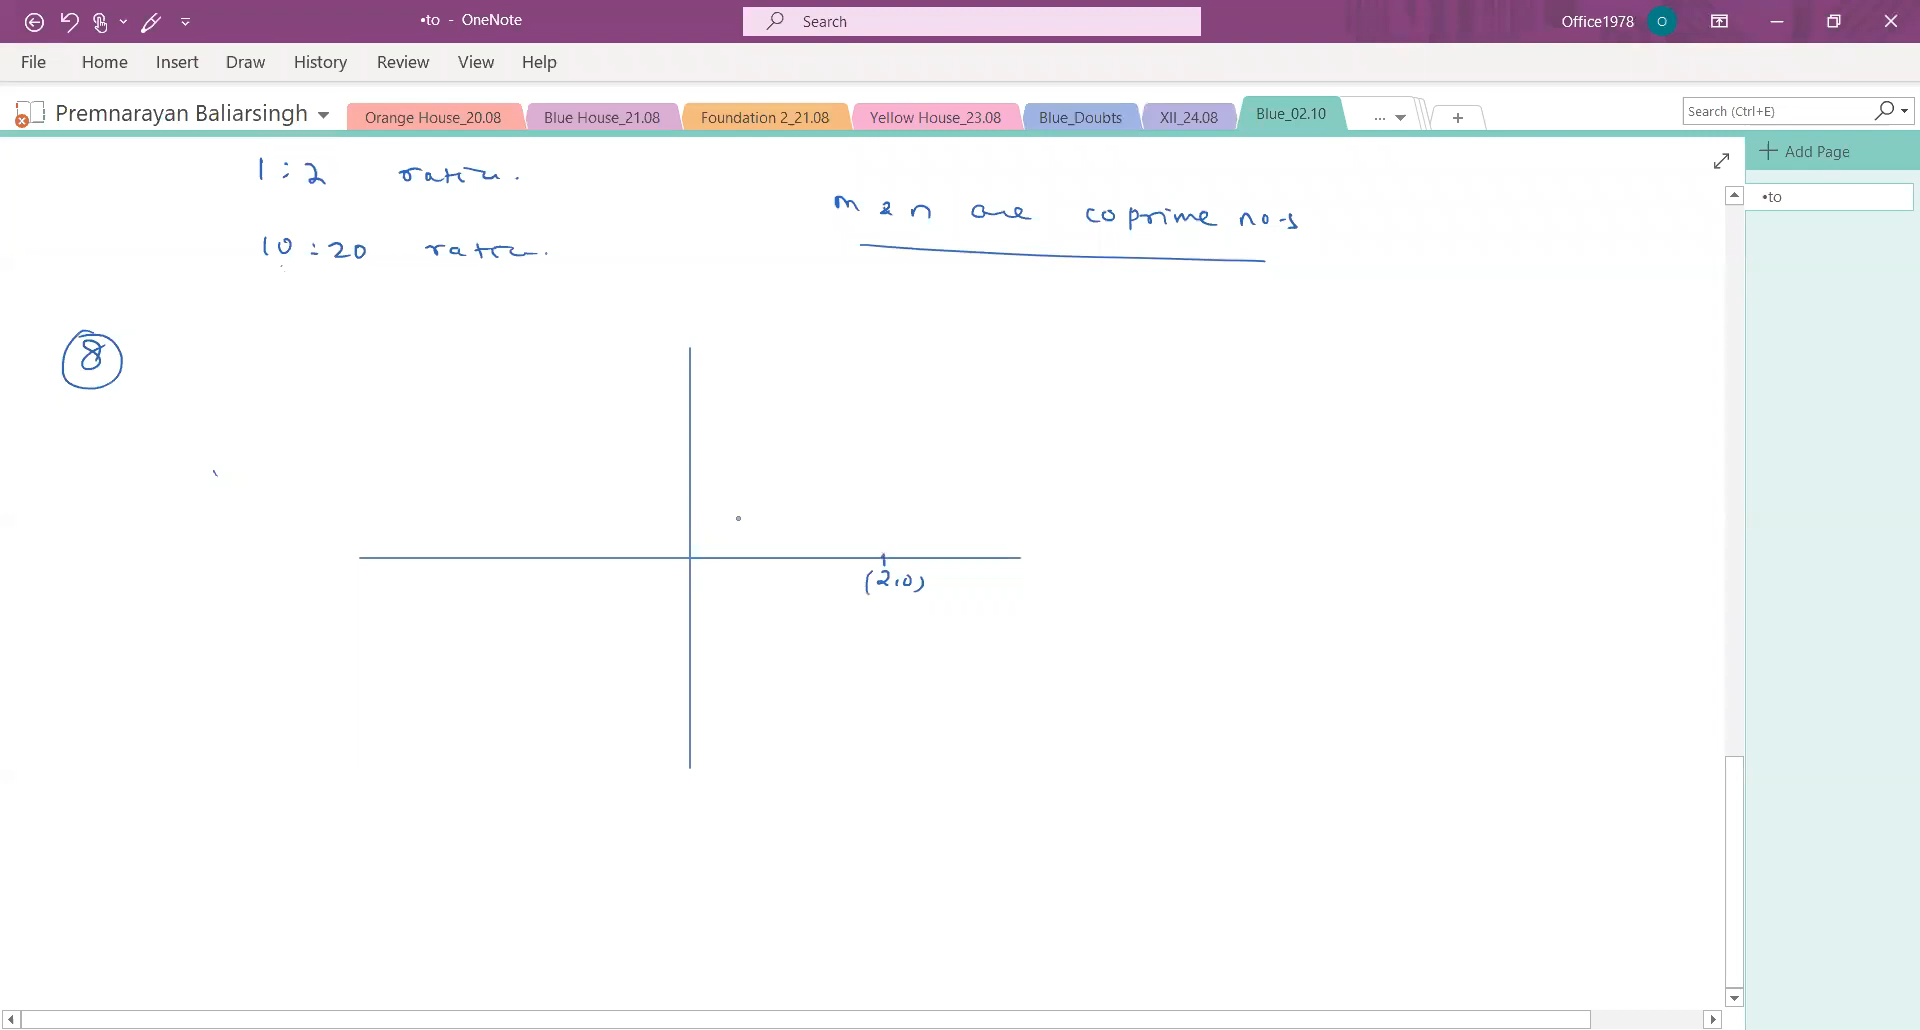 •to - OneNote
Search
Office1978
O
File Home Insert Draw History Review View Help
Premnarayan Baliarsingh
Orange House_20.08
Blue House_21.08
Foundation 2_21.08
Yellow House_23.08
Blue_Doubts
XII_24.08
Blue_02.10
...
+
Search (Ctrl+E)
Add Page
•to
1:2 ratio.
m & n are coprime no-s
10:20 ratio.
8
(2,0)